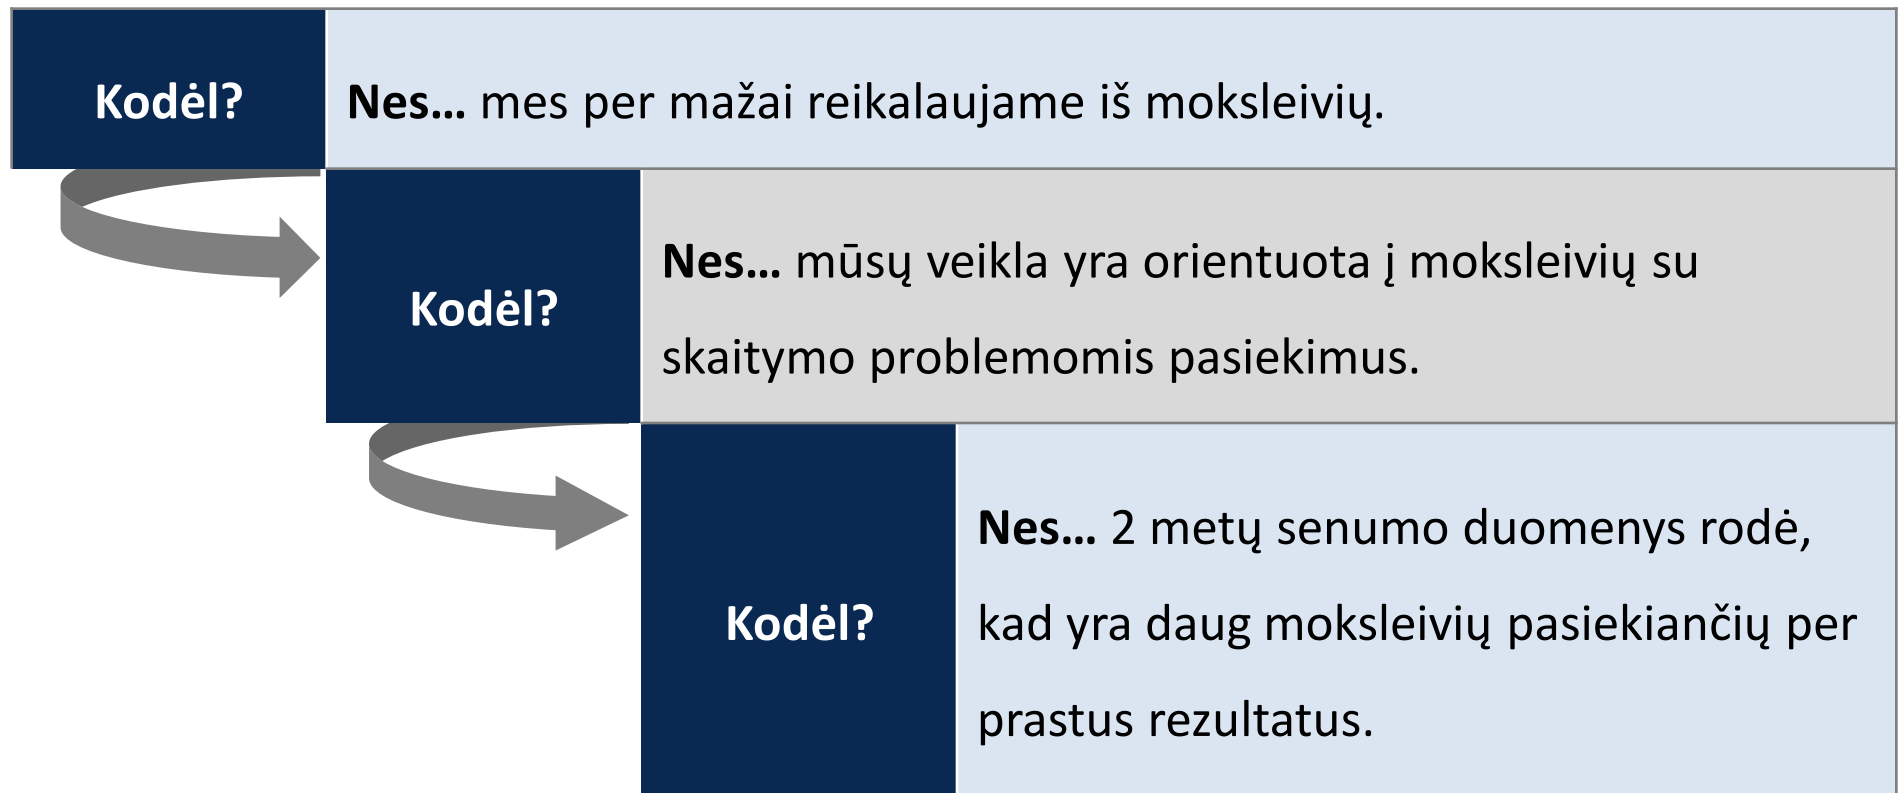 Kodėl?
Nes... mes per mažai reikalaujame iš moksleivių.
Kodėl?
Nes... mūsų veikla yra orientuota į moksleivių su
skaitymo problemomis pasiekimus.
Kodėl?
Nes... 2 metų senumo duomenys rodė,
kad yra daug moksleivių pasiekiančių per
prastus rezultatus.